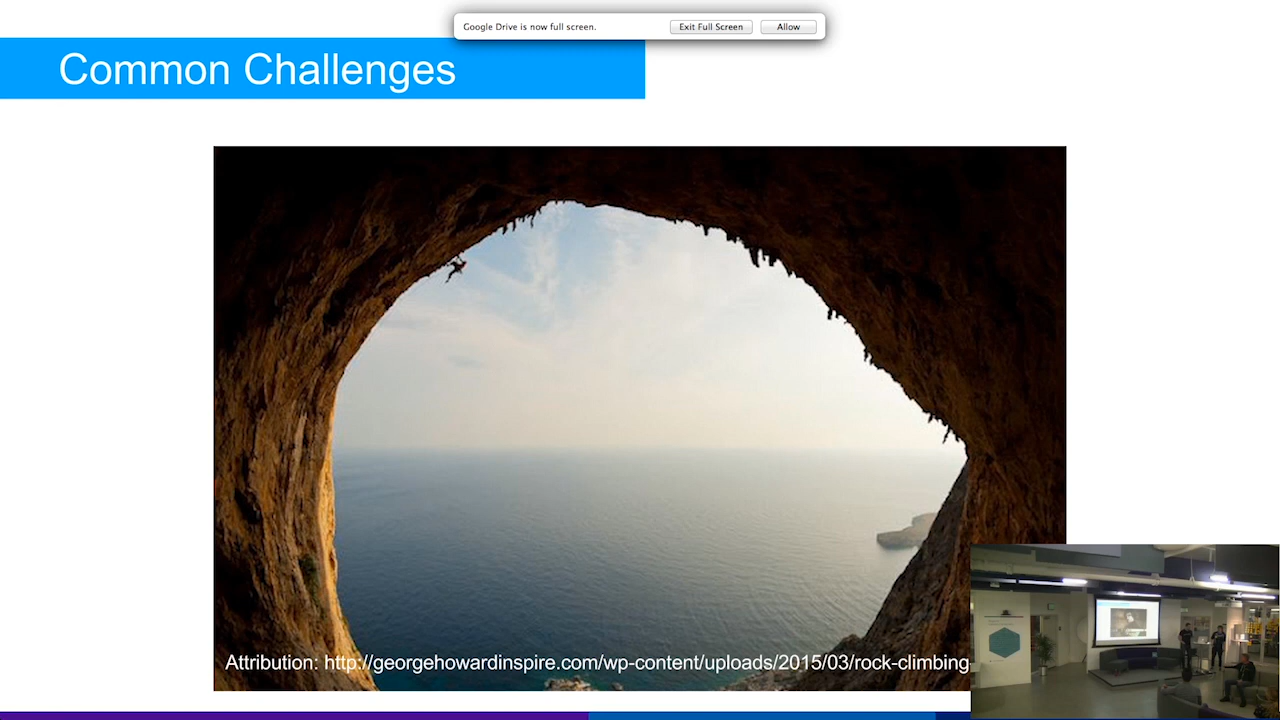 Google Drive is now full screen.
Exit Full Screen
Allow
Common Challenges
Attribution: http://georgehowardinspire.com/wp-content/uploads/2015/03/rock-climbing-